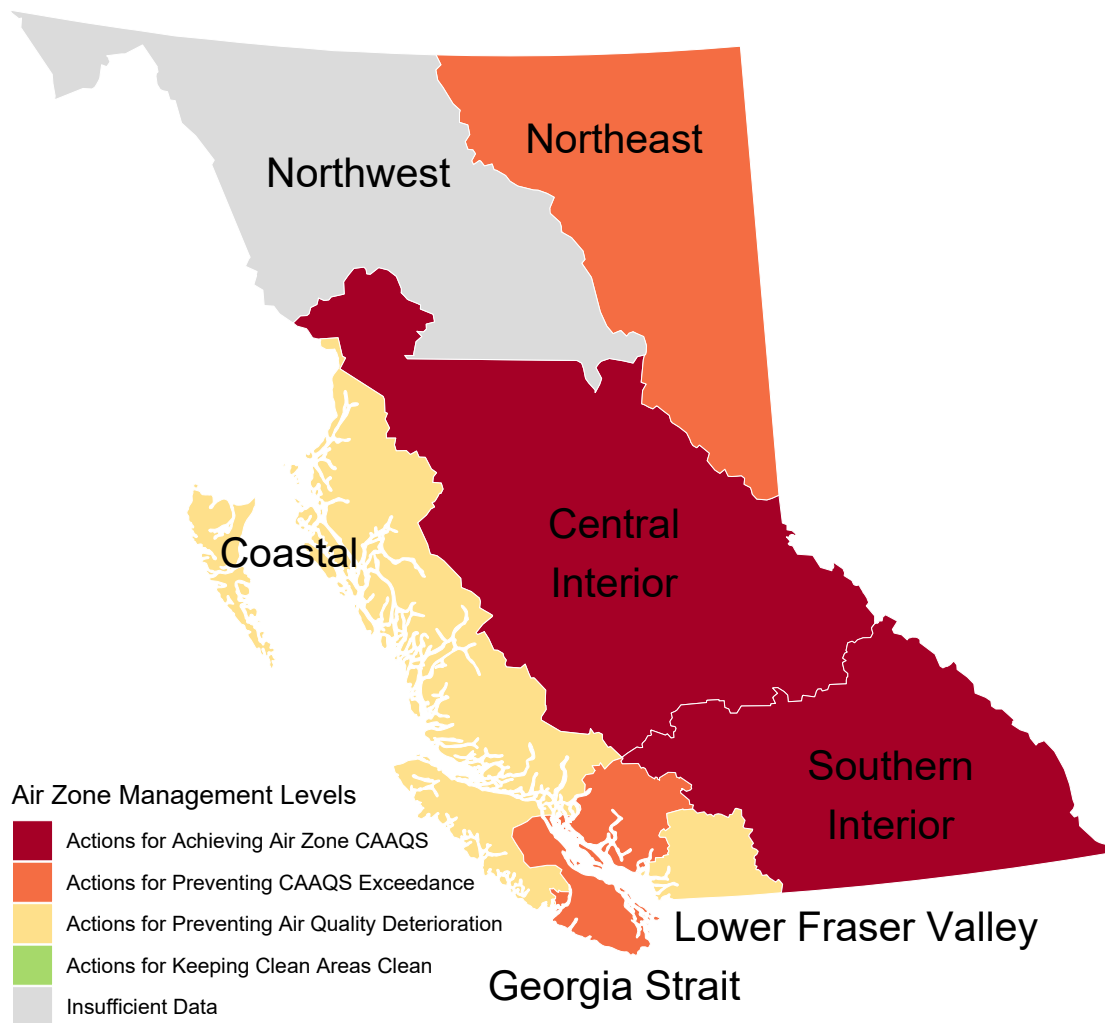 Northeast
Northwest
Central
Interior
Coastal
Southern
Interior
Lower Fraser Valley
Georgia Strait
Air Zone Management Levels
Actions for Achieving Air Zone CAAQS
Actions for Preventing CAAQS Exceedance
Actions for Preventing Air Quality Deterioration
Actions for Keeping Clean Areas Clean
Insufficient Data